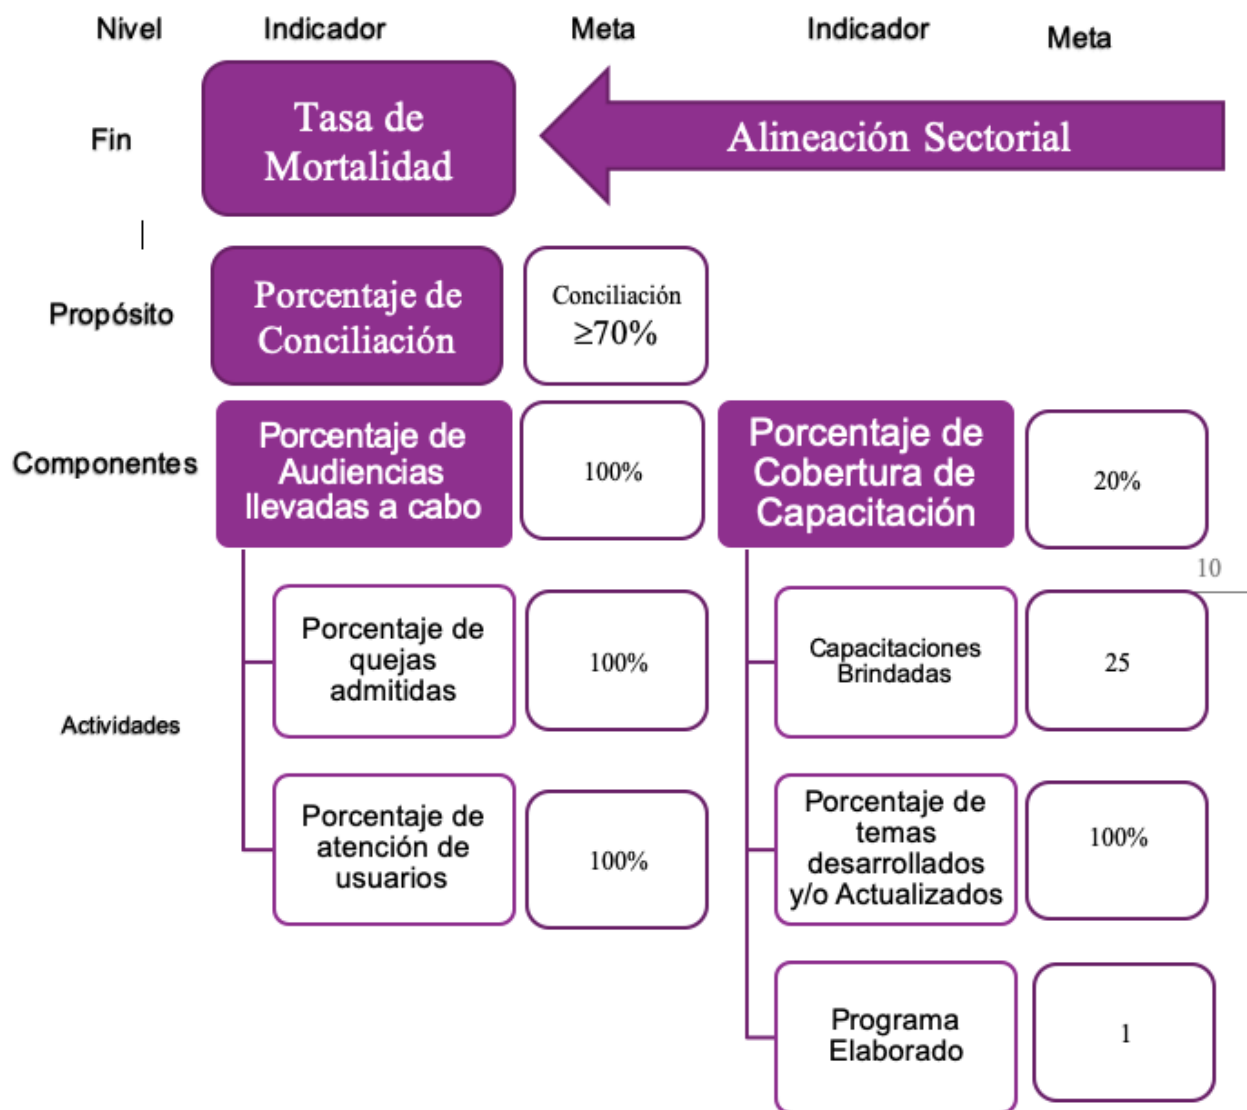 Nivel
Indicador
Meta
Indicador
Meta
Fin
Tasa de
Mortalidad
Alineación Sectorial
Propósito
Porcentaje de
Conciliación
Conciliación
≥70%
Componentes
Porcentaje de
Audiencias
llevadas a cabo
100%
Porcentaje de
Cobertura de
Capacitación
20%
10
Actividades
Porcentaje de
quejas
admitidas
100%
Capacitaciones
Brindadas
25
Porcentaje de
atención de
usuarios
100%
Porcentaje de
temas
desarrollados
y/o Actualizados
100%
Programa
Elaborado
1